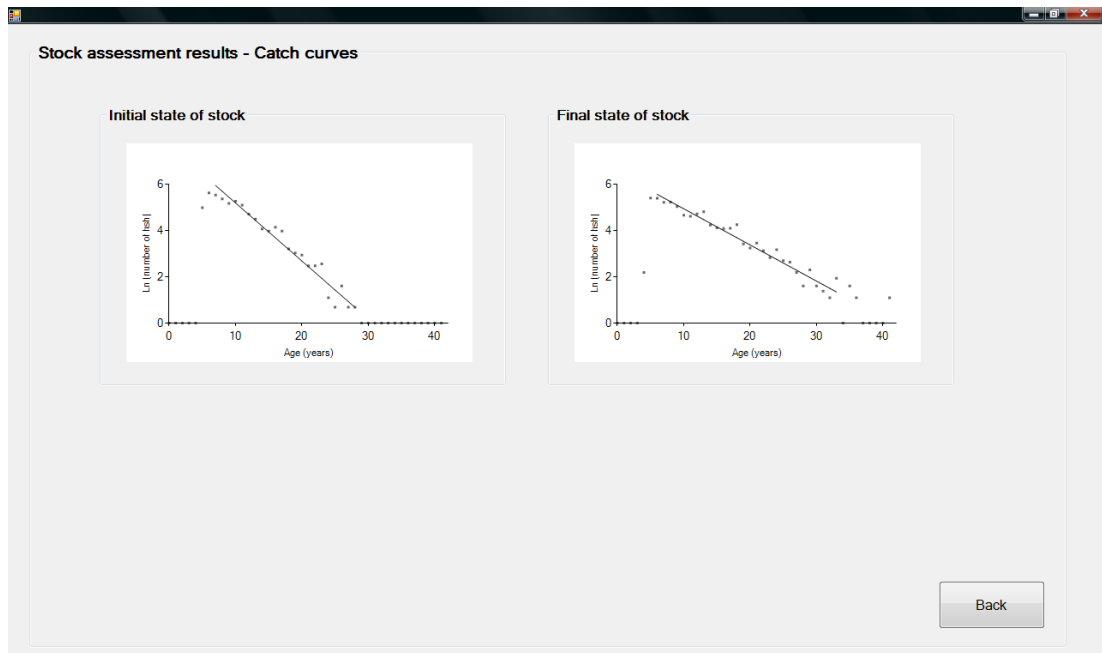 Stock assessment results - Catch curves
Initial state of stock
6
4
2
0
Ln (number of fish)
0 10 20 30 40
Age (years)
Final state of stock
6
4
2
0
Ln (number of fish)
0 10 20 30 40
Age (years)
Back